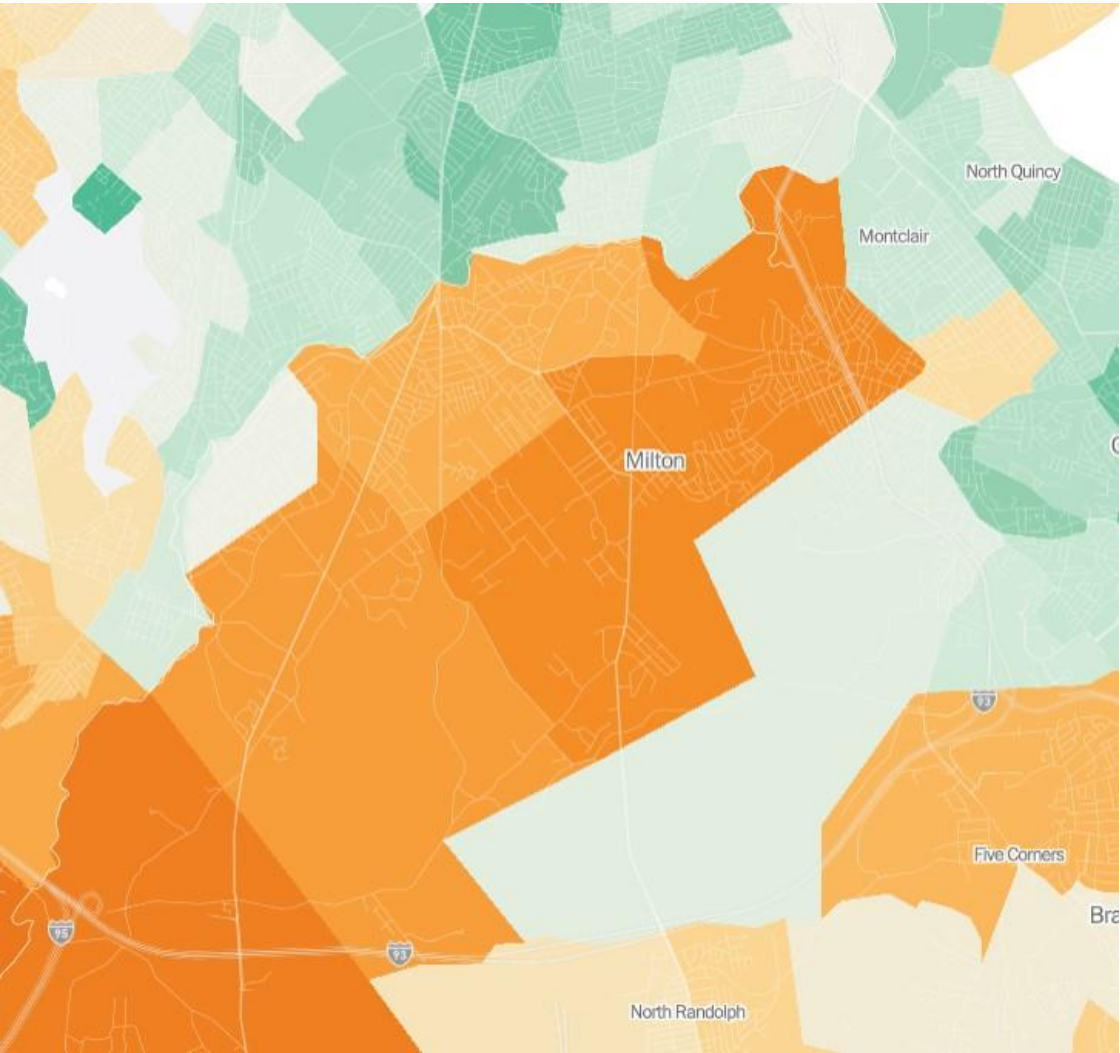 North Quincy
Montclair
Milton
93
Five Corners
Bra
95
93
North Randolph